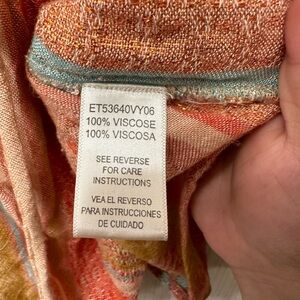 ET53640VY06
100% VISCOSE
100% VISCOSA
SEE REVERSE
FOR CARE
INSTRUCTIONS
VEA EL REVERSO
PARA INSTRUCCIONES
DE CUIDADO